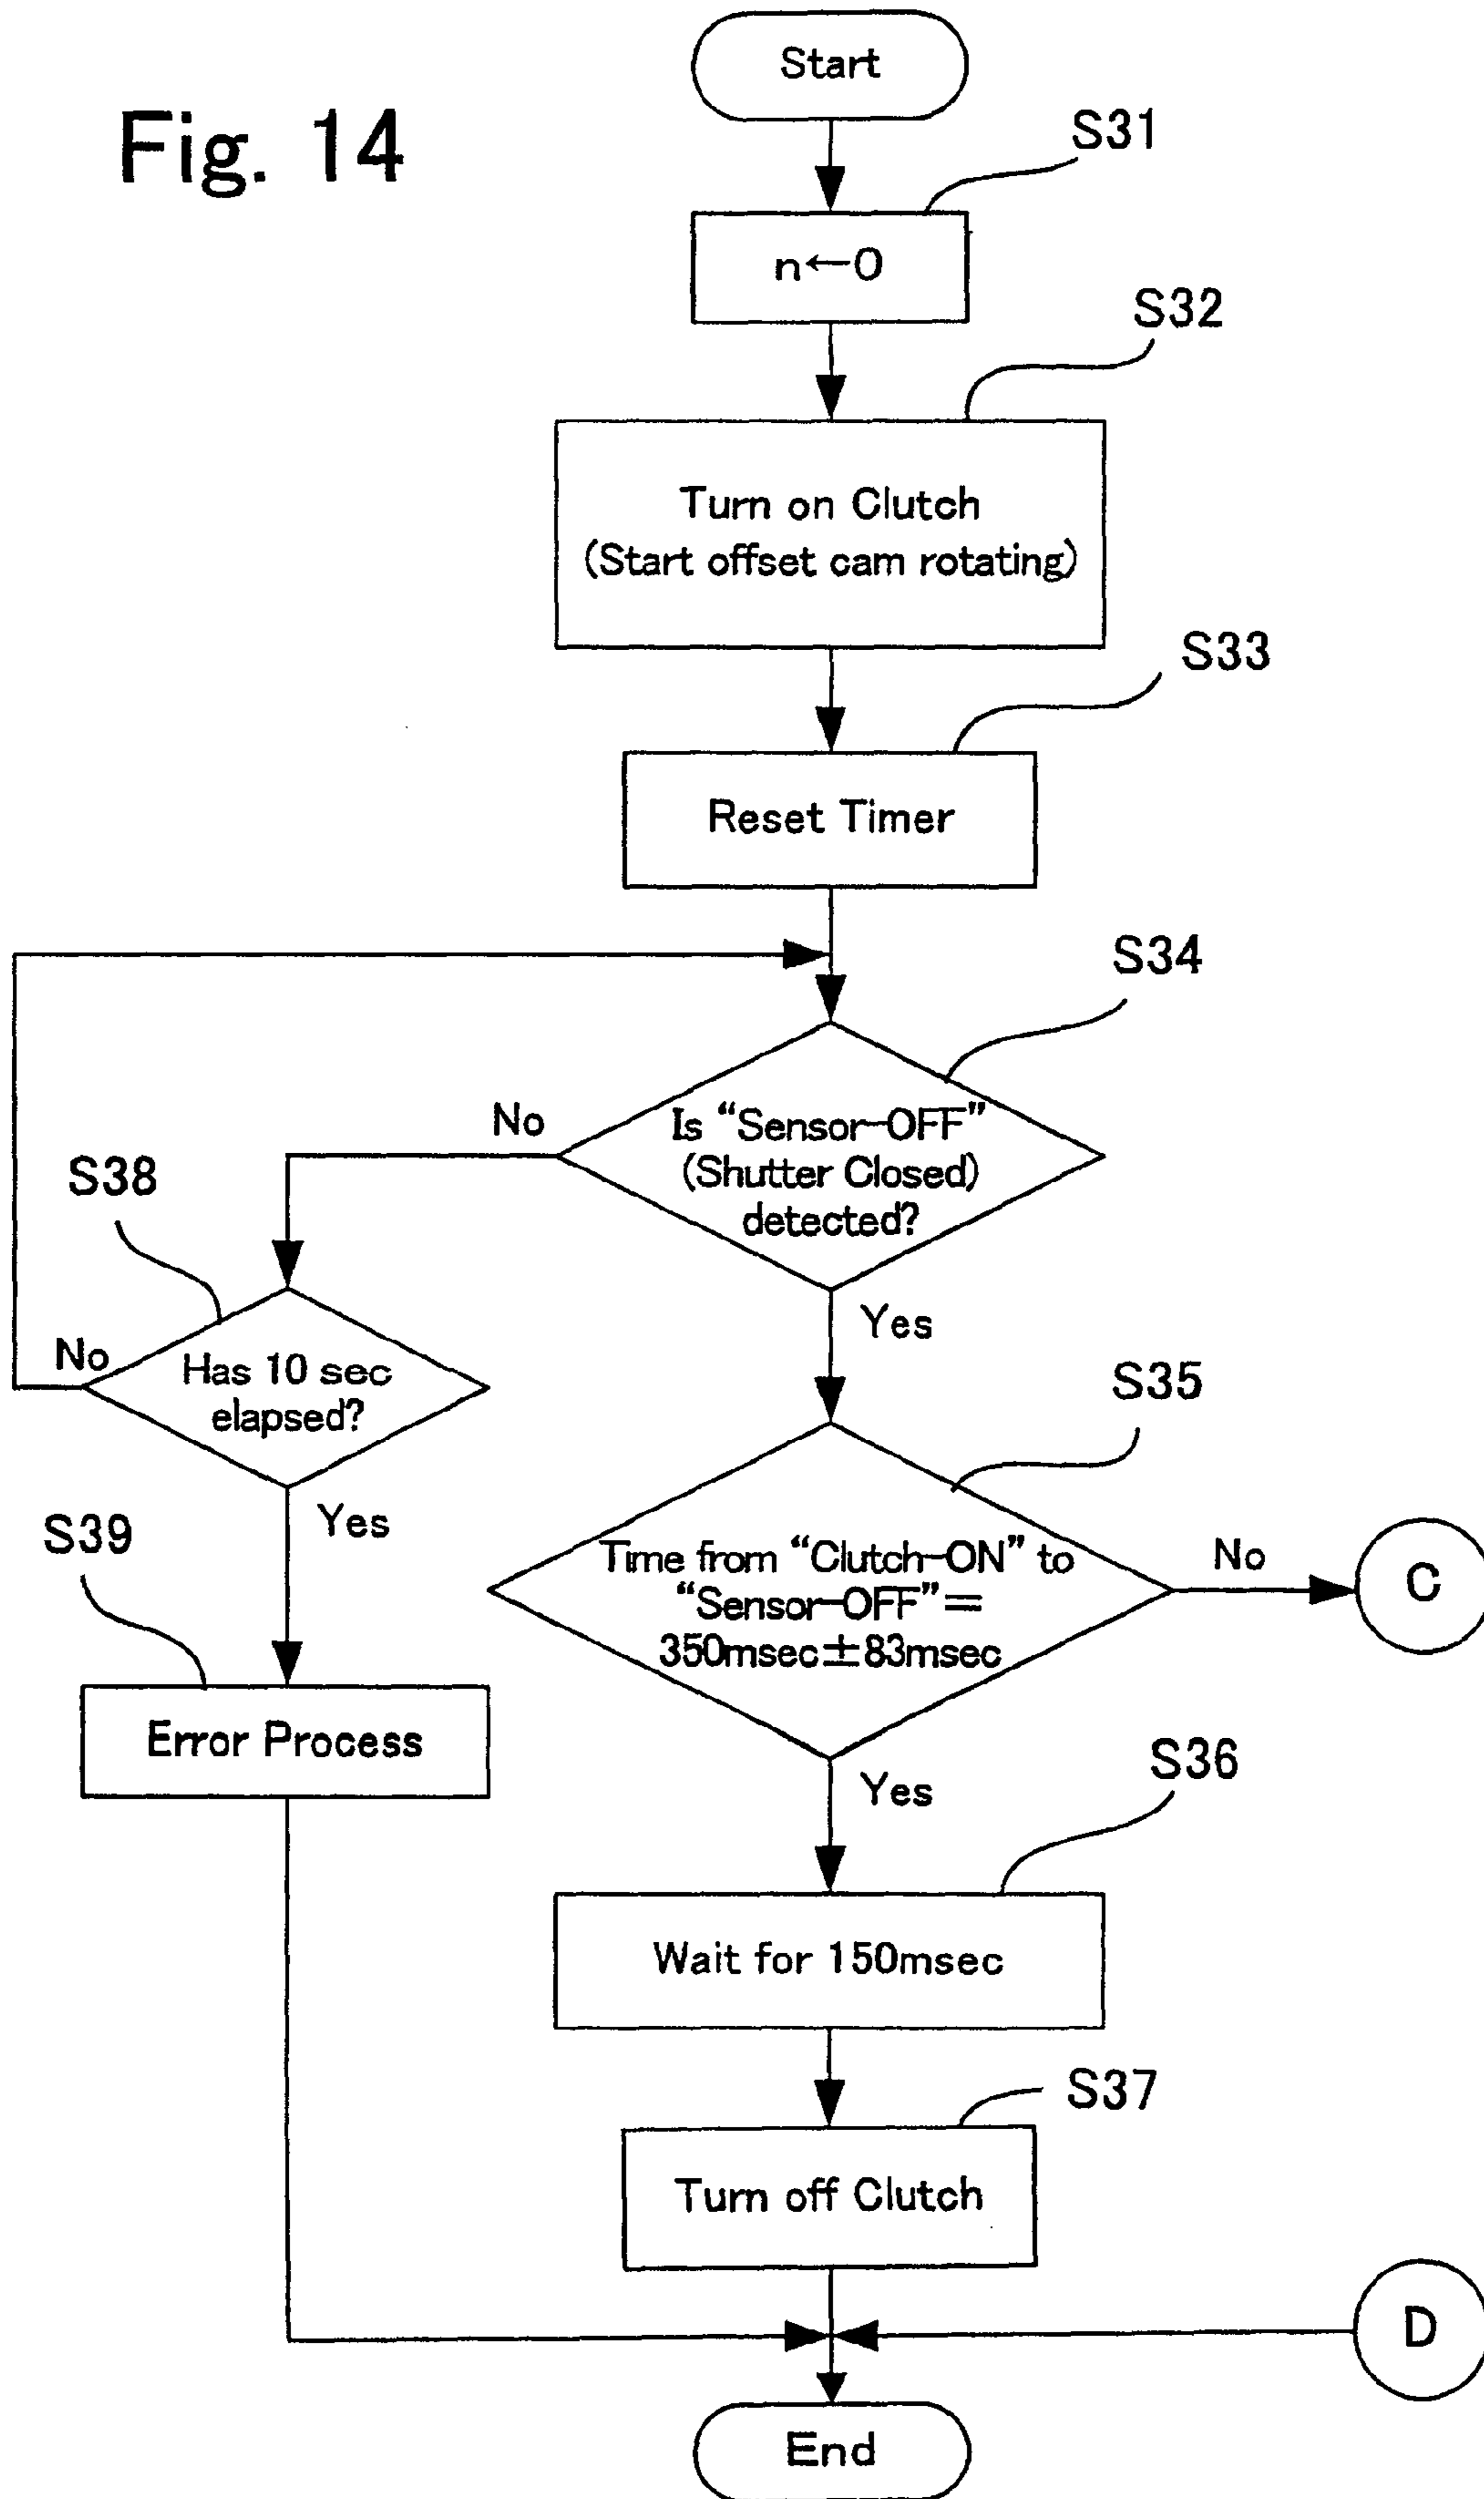 Fig. 14
Start
S31
n←0
S32
Turn on Clutch
(Start offset cam rotating)
S33
Reset Timer
S34
Is “Sensor-OFF”
(Shutter Closed)
detected?
No
Yes
S38
Has 10 sec
elapsed?
No
Yes
S35
Time from “Clutch-ON” to
“Sensor-OFF”=
350msec±83msec
No
C
Yes
S39
Error Process
S36
Wait for 150msec
S37
Turn off Clutch
D
End